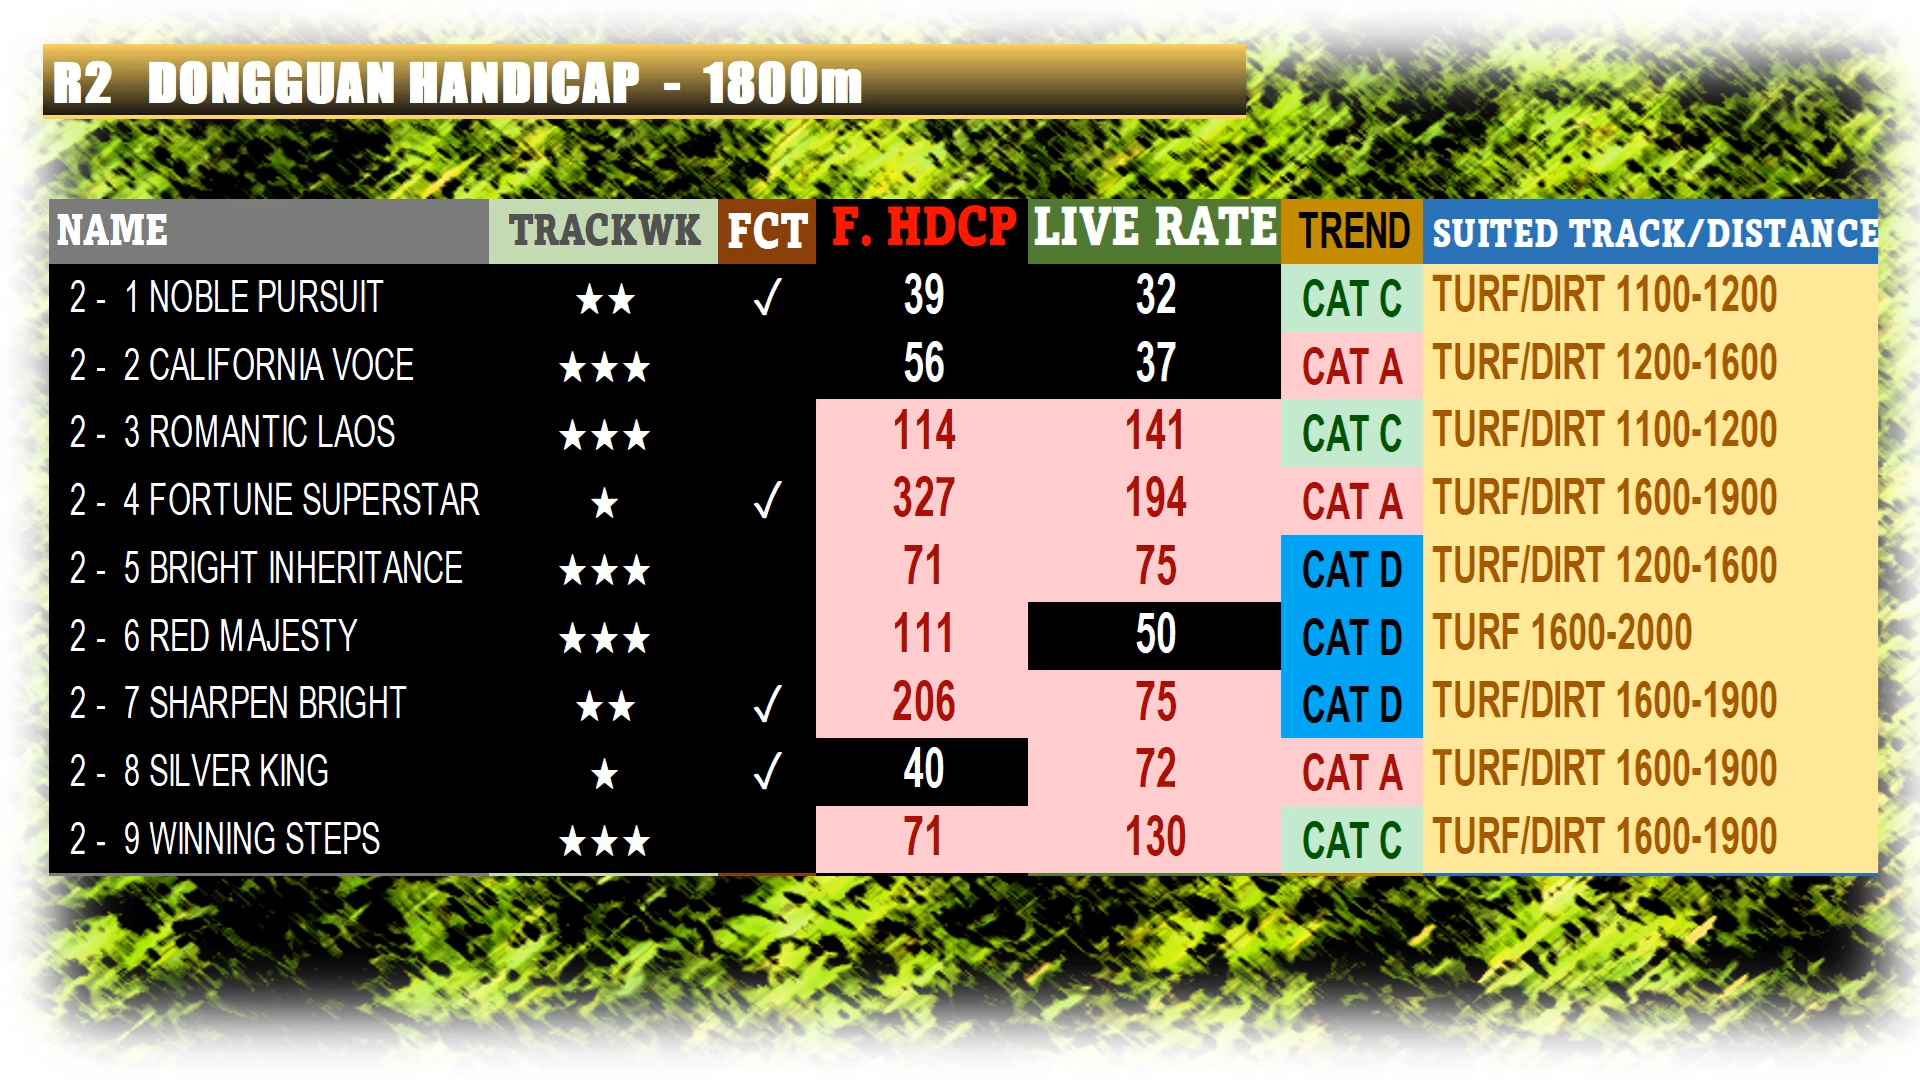 R2 DONGGUAN HANDICAP - 1800m
NAME TRACKWK FCT F. HDCP LIVE RATE TREND SUITED TRACK/DISTANCE
2 - 1 NOBLE PURSUIT ★★ ✓ 39 32 CAT C TURF/DIRT 1100-1200
2 - 2 CALIFORNIA VOCE ★★★ 56 37 CAT A TURF/DIRT 1200-1600
2 - 3 ROMANTIC LAOS ★★★ 114 141 CAT C TURF/DIRT 1100-1200
2 - 4 FORTUNE SUPERSTAR ★ ✓ 327 194 CAT A TURF/DIRT 1600-1900
2 - 5 BRIGHT INHERITANCE ★★★ 71 75 CAT D TURF/DIRT 1200-1600
2 - 6 RED MAJESTY ★★★ 111 50 CAT D TURF 1600-2000
2 - 7 SHARPEN BRIGHT ★★ ✓ 206 75 CAT D TURF/DIRT 1600-1900
2 - 8 SILVER KING ★ ✓ 40 72 CAT A TURF/DIRT 1600-1900
2 - 9 WINNING STEPS ★★★ 71 130 CAT C TURF/DIRT 1600-1900